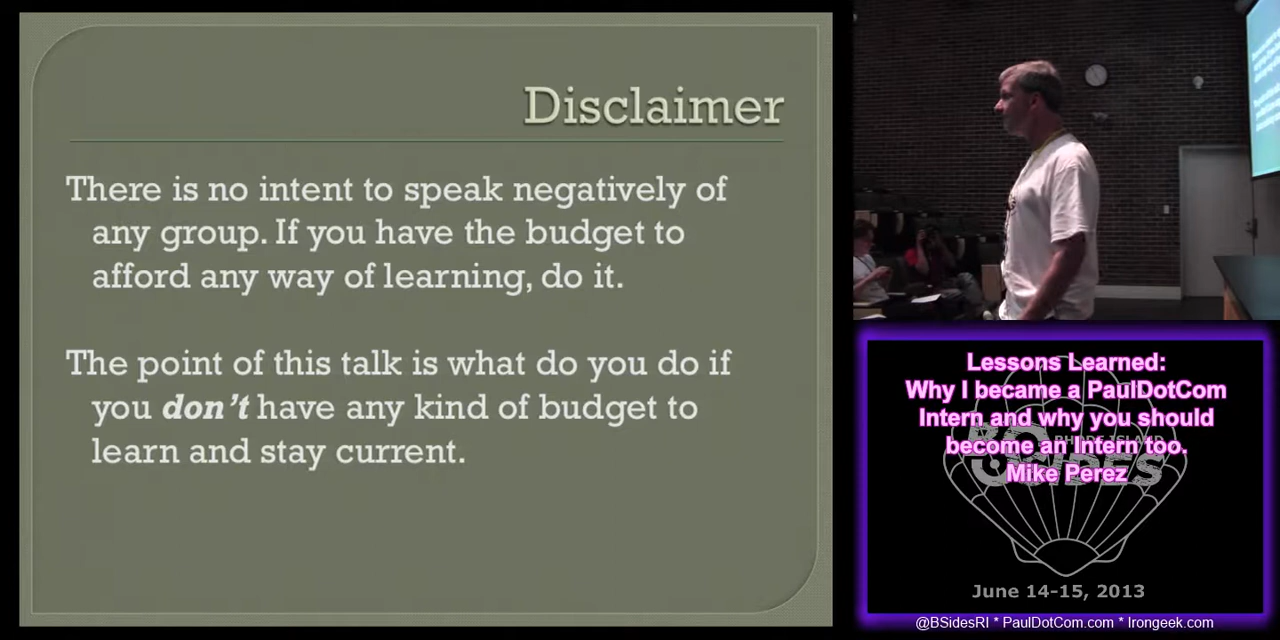 Disclaimer
There is no intent to speak negatively of
any group. If you have the budget to
afford any way of learning, do it.
The point of this talk is what do you do if
you don't have any kind of budget to
learn and stay current.
Lessons Learned:
Why I became a PaulDotCom
Intern and why you should
become an Intern too.
Mike Perez
RHODE ISLAND
BSIDES
June 14-15, 2013
@BSidesRI * PaulDotCom.com * Irongeek.com